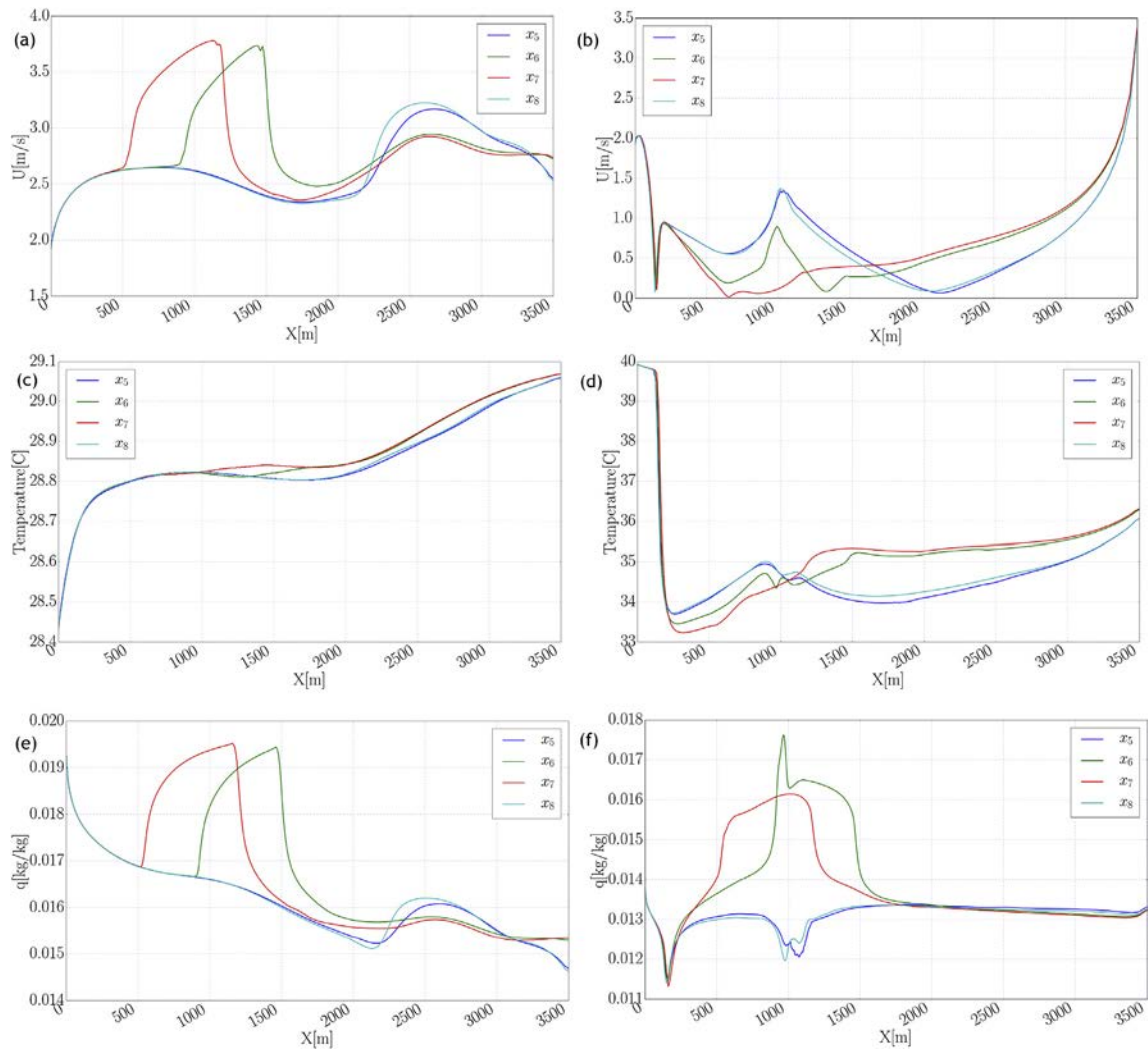 (a)
U[m/s]
4.0
3.5
3.0
2.5
2.0
1.5
0
500
1000
1500
2000
2500
3000
3500
X[m]
x5
x6
x7
x8
(b)
U[m/s]
3.5
3.0
2.5
2.0
1.5
1.0
0.5
0.0
0
500
1000
1500
2000
2500
3000
3500
X[m]
x5
x6
x7
x8
(c)
Temperature[C]
29.1
29.0
28.9
28.8
28.7
28.6
28.5
28.4
0
500
1000
1500
2000
2500
3000
3500
X[m]
x5
x6
x7
x8
(d)
Temperature[C]
40
39
38
37
36
35
34
33
0
500
1000
1500
2000
2500
3000
3500
X[m]
x5
x6
x7
x8
(e)
q[kg/kg]
0.020
0.019
0.018
0.017
0.016
0.015
0.014
0
500
1000
1500
2000
2500
3000
3500
X[m]
x5
x6
x7
x8
(f)
q[kg/kg]
0.018
0.017
0.016
0.015
0.014
0.013
0.012
0.011
0
500
1000
1500
2000
2500
3000
3500
X[m]
x5
x6
x7
x8